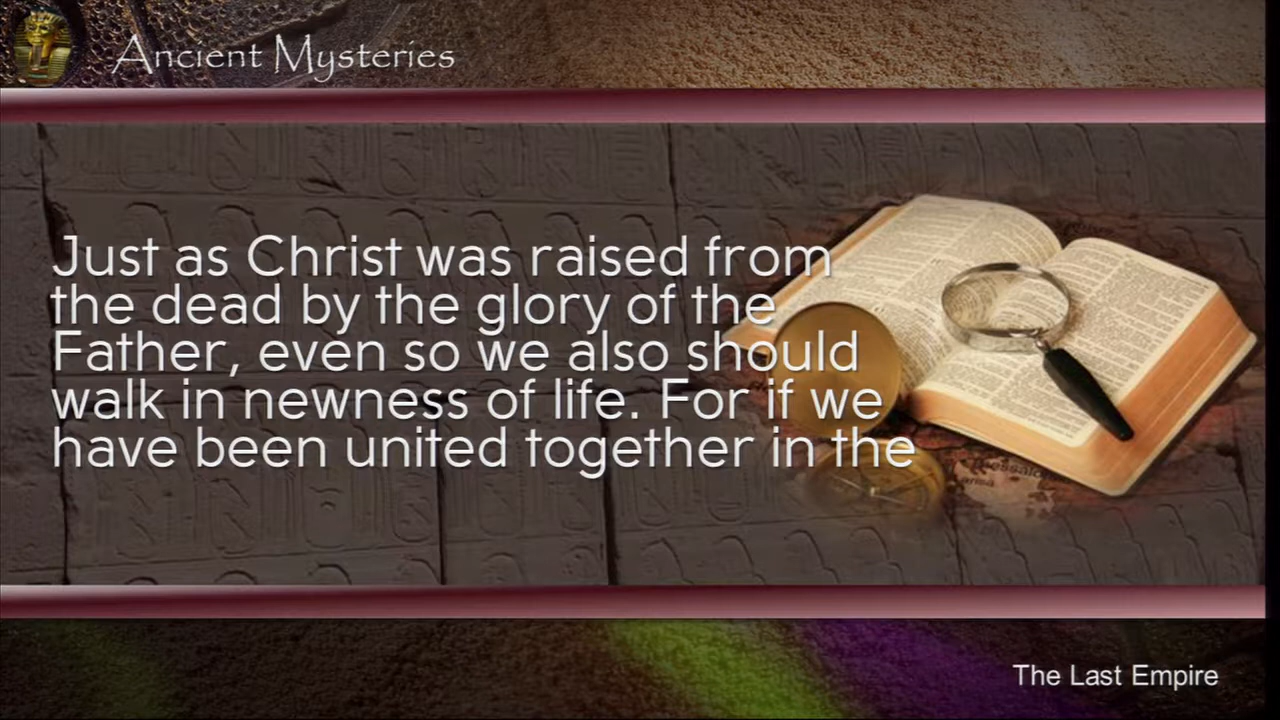 Ancient Mysteries
Just as Christ was raised from
the dead by the glory of the
Father, even so we also should
walk in newness of life. For if we
have been united together in the
The Last Empire